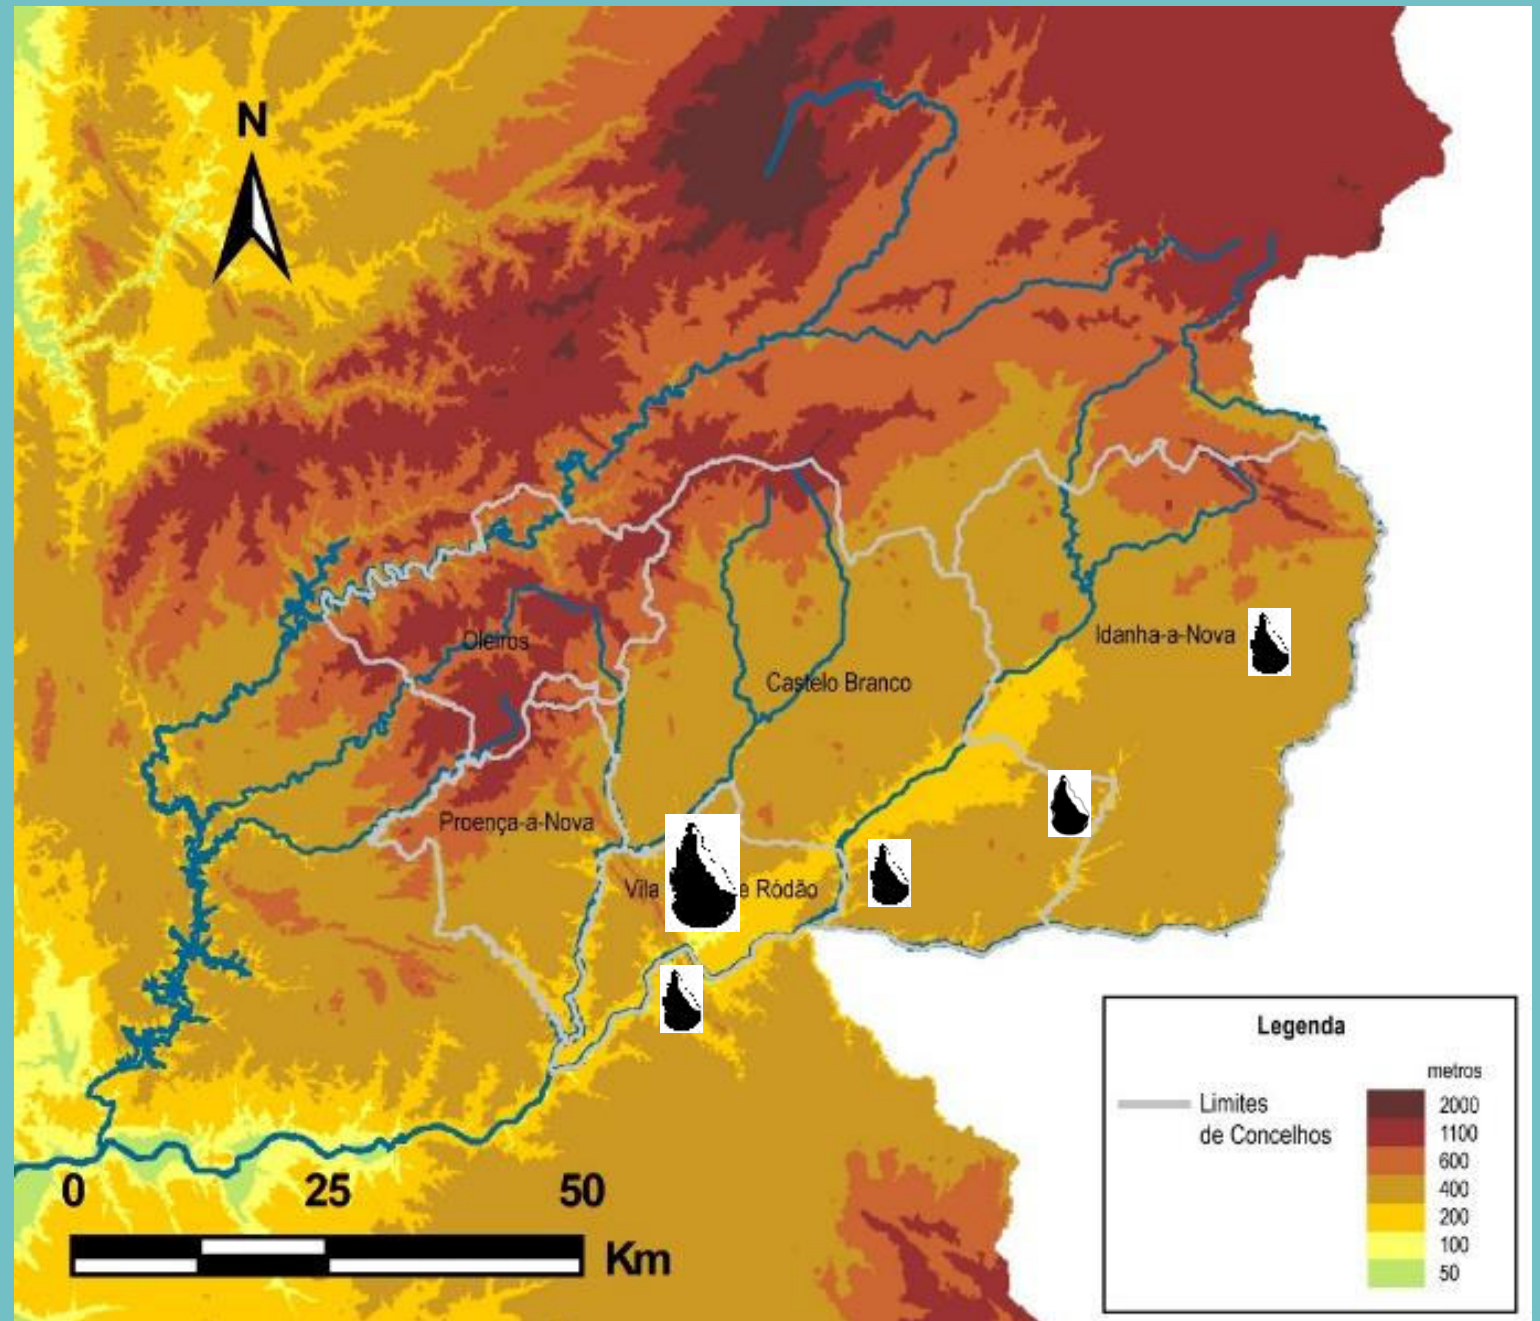 N
Oleiros
Idanha-a-Nova
Castelo Branco
Proença-a-Nova
Vila e Ródão
Legenda
metros
Limites
de Concelhos
2000
1100
600
400
200
100
50
0 25 50
Km